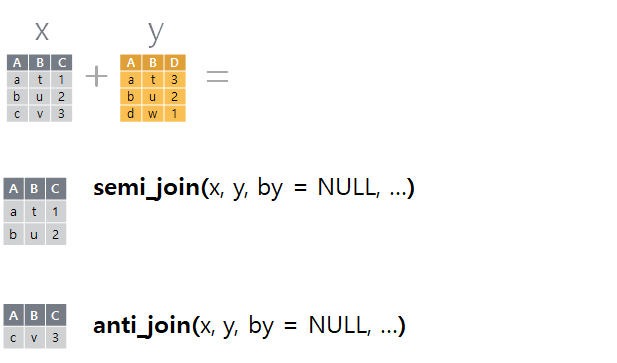 x y
A B C A B D
a t 1 + a t 3 =
b u 2 b u 2
c v 3 d w 1
A B C semi_join(x, y, by = NULL, ...)
a t 1
b u 2
A B C
c v 3 anti_join(x, y, by = NULL, ...)